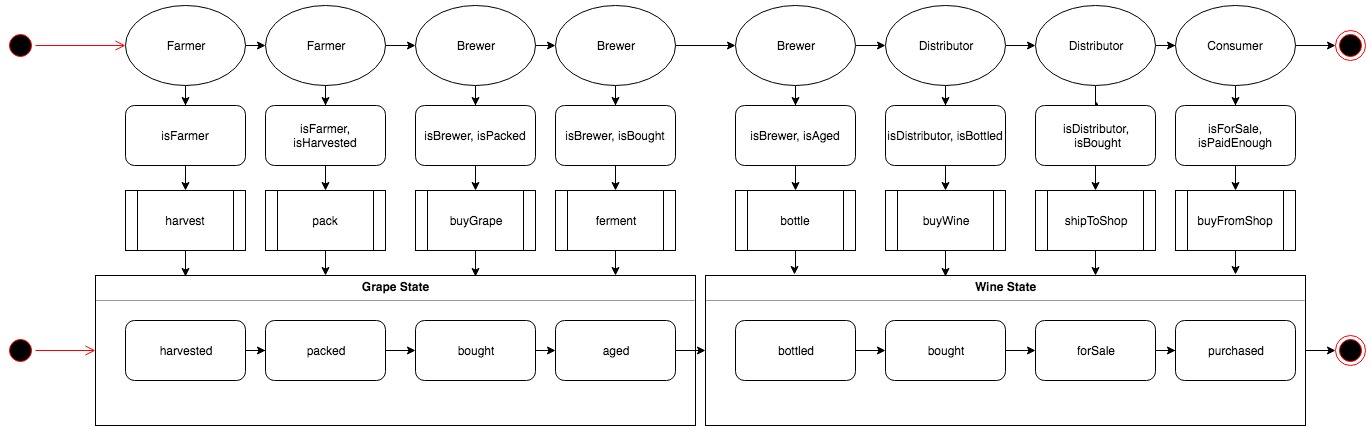 Farmer
Farmer
Brewer
Brewer
Brewer
Distributor
Distributor
Consumer
isFarmer
isFarmer,
isHarvested
isBrewer, isPacked
isBrewer, isBought
isBrewer, isAged
isDistributor, isBottled
isDistributor,
isBought
isForSale,
isPaidEnough
harvest
pack
buyGrape
ferment
bottle
buyWine
shipToShop
buyFromShop
Grape State
Wine State
harvested
packed
bought
aged
bottled
bought
forSale
purchased